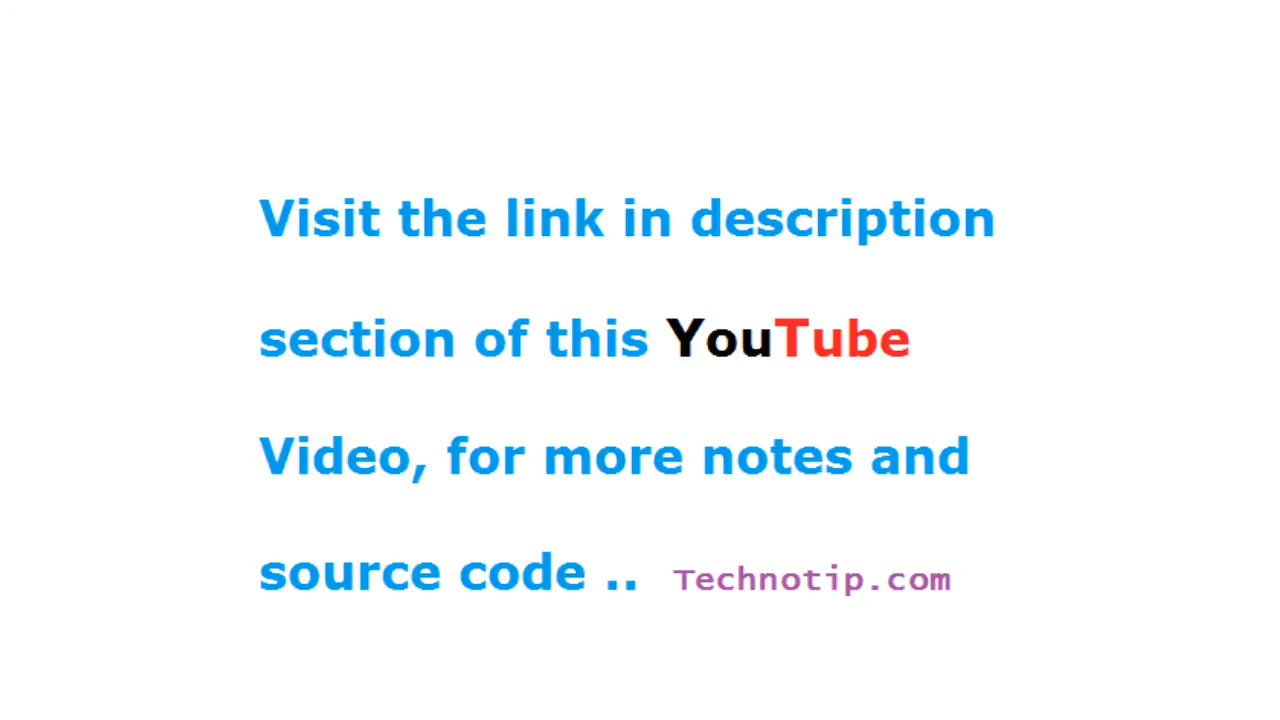 Visit the link in description
section of this YouTube
Video, for more notes and
source code .. Technotip.com